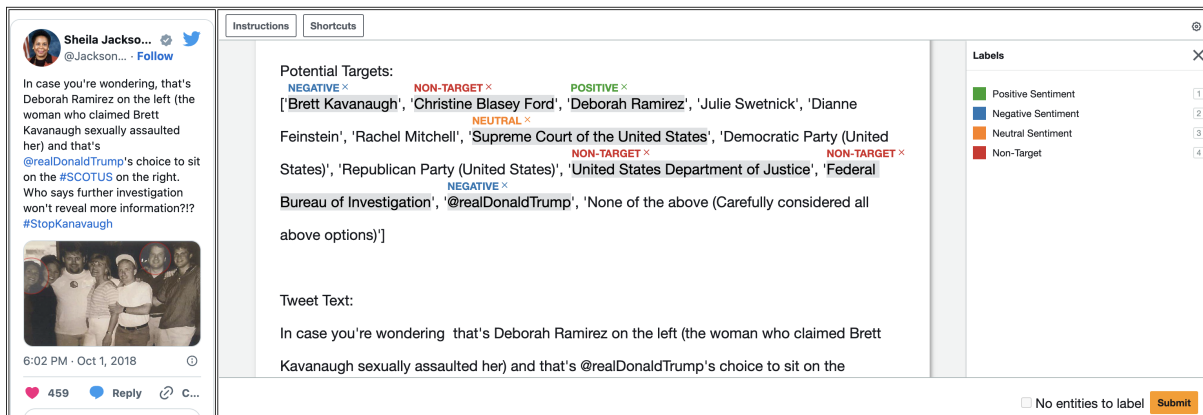 Sheila Jackso...
@Jackson... · Follow
In case you're wondering, that's
Deborah Ramirez on the left (the
woman who claimed Brett
Kavanaugh sexually assaulted
her) and that's
@realDonaldTrump's choice to sit
on the #SCOTUS on the right.
Who says further investigation
won't reveal more information?!?
#StopKanavaugh
6:02 PM · Oct 1, 2018
459 Reply C...
Instructions Shortcuts
Potential Targets:
NEGATIVE × NON-TARGET × POSITIVE ×
['Brett Kavanaugh', 'Christine Blasey Ford', 'Deborah Ramirez', 'Julie Swetnick', 'Dianne
NEUTRAL ×
Feinstein', 'Rachel Mitchell', 'Supreme Court of the United States', 'Democratic Party (United
NON-TARGET × NON-TARGET ×
States)', 'Republican Party (United States)', 'United States Department of Justice', 'Federal
NEGATIVE ×
Bureau of Investigation', '@realDonaldTrump', 'None of the above (Carefully considered all
above options)']
Tweet Text:
In case you're wondering  that's Deborah Ramirez on the left (the woman who claimed Brett
Kavanaugh sexually assaulted her) and that's @realDonaldTrump's choice to sit on the
Labels
Positive Sentiment 1
Negative Sentiment 2
Neutral Sentiment 3
Non-Target 4
No entities to label Submit